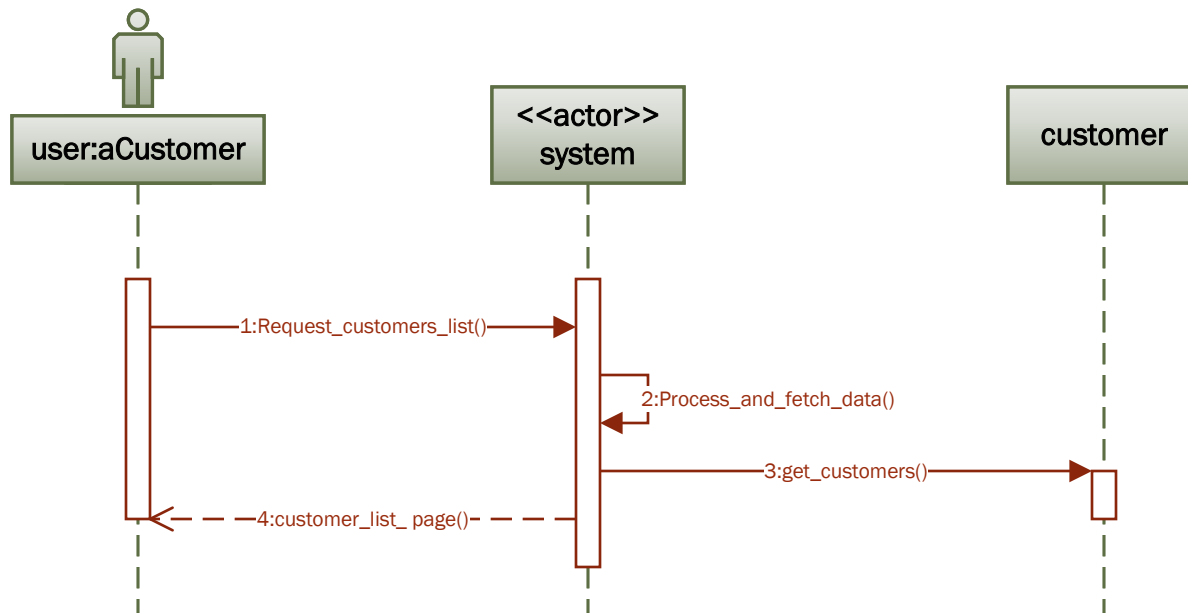 user:aCustomer
<<actor>>
system
customer
1:Request_customers_list()
2:Process_and_fetch_data()
3:get_customers()
4:customer_list_ page()